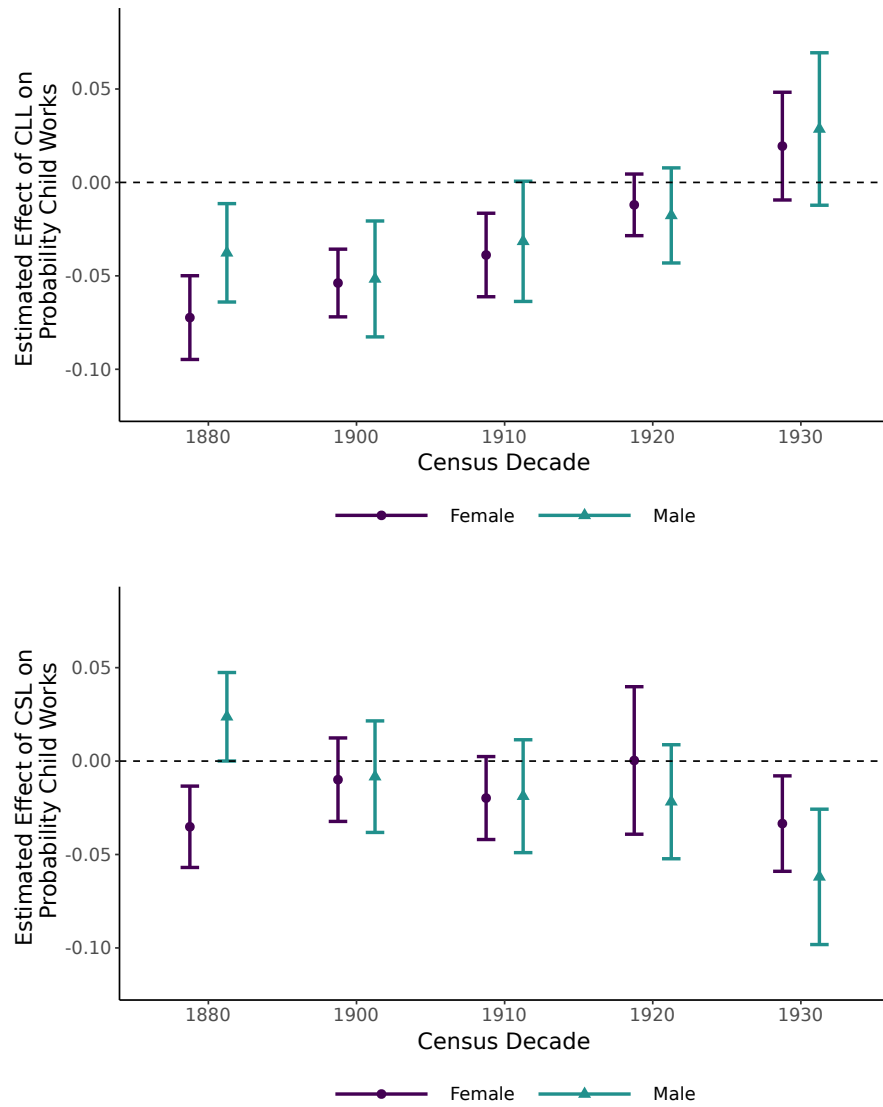 Estimated Effect of CLL on
Probability Child Works
0.05
0.00
-0.05
-0.10
1880 1900 1910 1920 1930
Census Decade
Female Male
Estimated Effect of CSL on
Probability Child Works
0.05
0.00
-0.05
-0.10
1880 1900 1910 1920 1930
Census Decade
Female Male